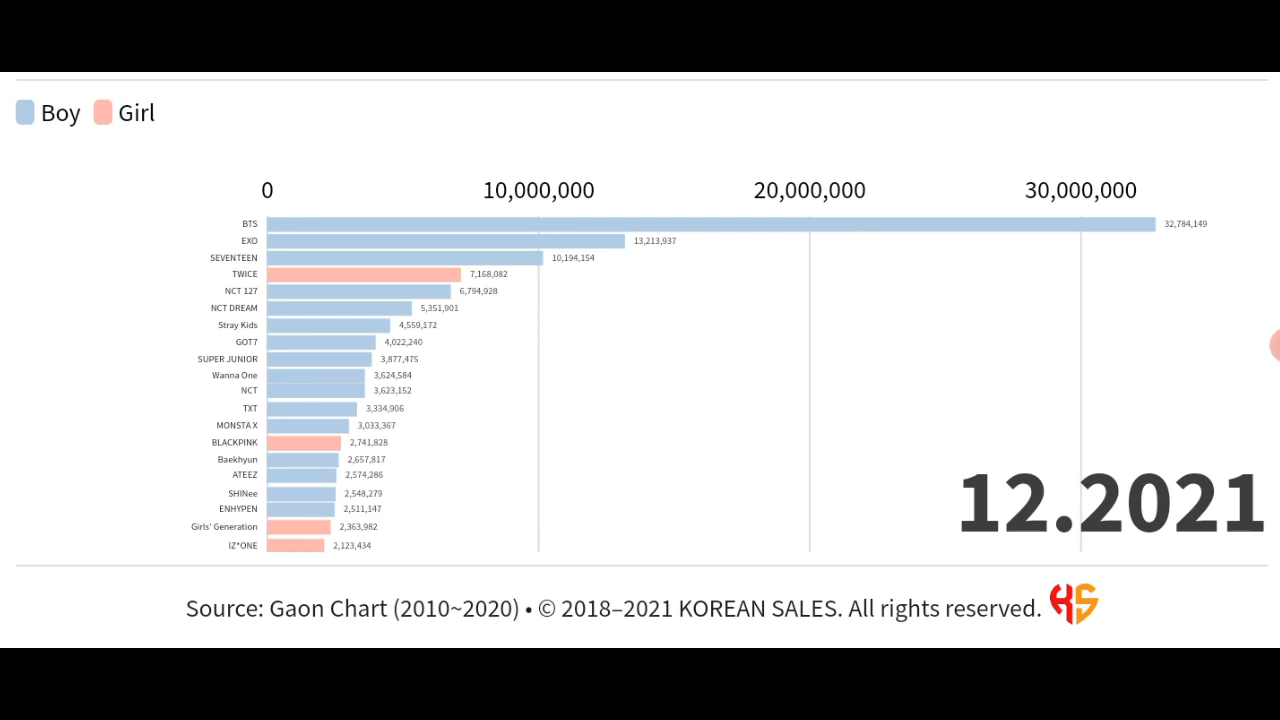 Boy Girl
0 10,000,000 20,000,000 30,000,000
BTS 32,784,149
EXO 13,213,937
SEVENTEEN 10,194,154
TWICE 7,168,082
NCT 127 6,794,928
NCT DREAM 5,351,901
Stray Kids 4,559,172
GOT7 4,022,240
SUPER JUNIOR 3,877,475
Wanna One 3,624,584
NCT 3,623,152
TXT 3,334,906
MONSTA X 3,033,367
BLACKPINK 2,741,828
Baekhyun 2,657,817
ATEEZ 2,574,286
SHINee 2,548,279
ENHYPEN 2,511,147
Girls' Generation 2,363,982
IZ*ONE 2,123,434
12.2021
Source: Gaon Chart (2010~2020) • © 2018–2021 KOREAN SALES. All rights reserved. KS